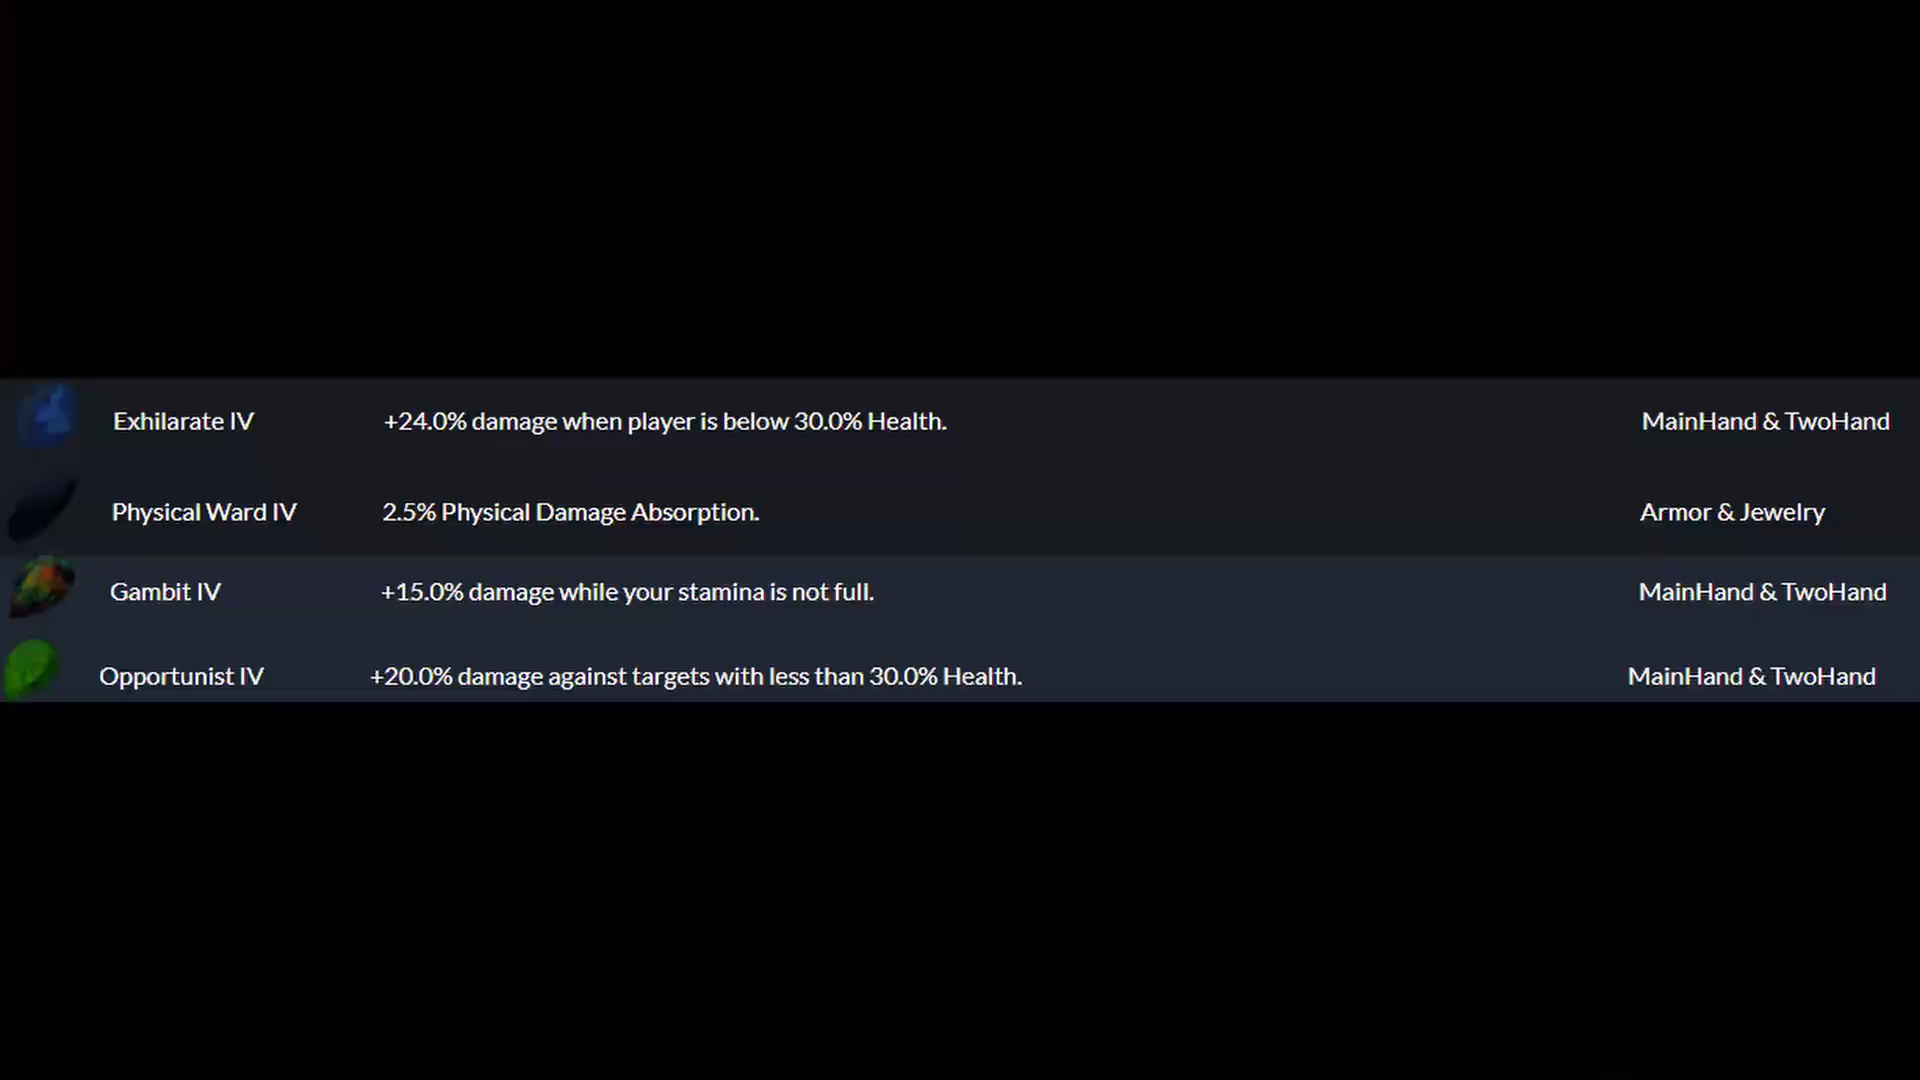 Exhilarate IV +24.0% damage when player is below 30.0% Health. MainHand & TwoHand
Physical Ward IV 2.5% Physical Damage Absorption. Armor & Jewelry
Gambit IV +15.0% damage while your stamina is not full. MainHand & TwoHand
Opportunist IV +20.0% damage against targets with less than 30.0% Health. MainHand & TwoHand